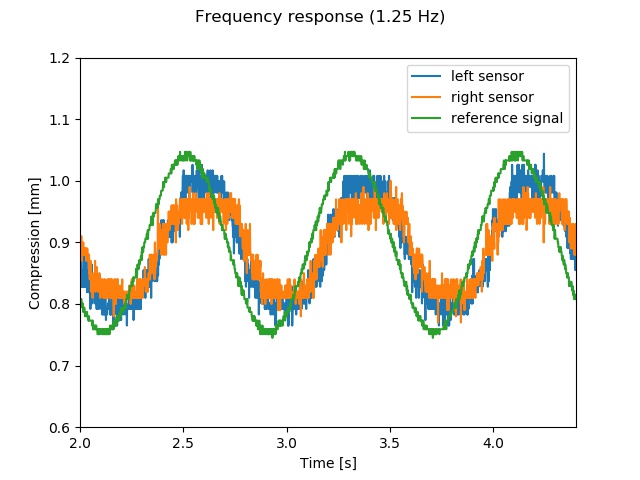 Frequency response (1.25 Hz)
left sensor
right sensor
reference signal
Compression [mm]
1.2
1.1
1.0
0.9
0.8
0.7
0.6
2.0 2.5 3.0 3.5 4.0
Time [s]